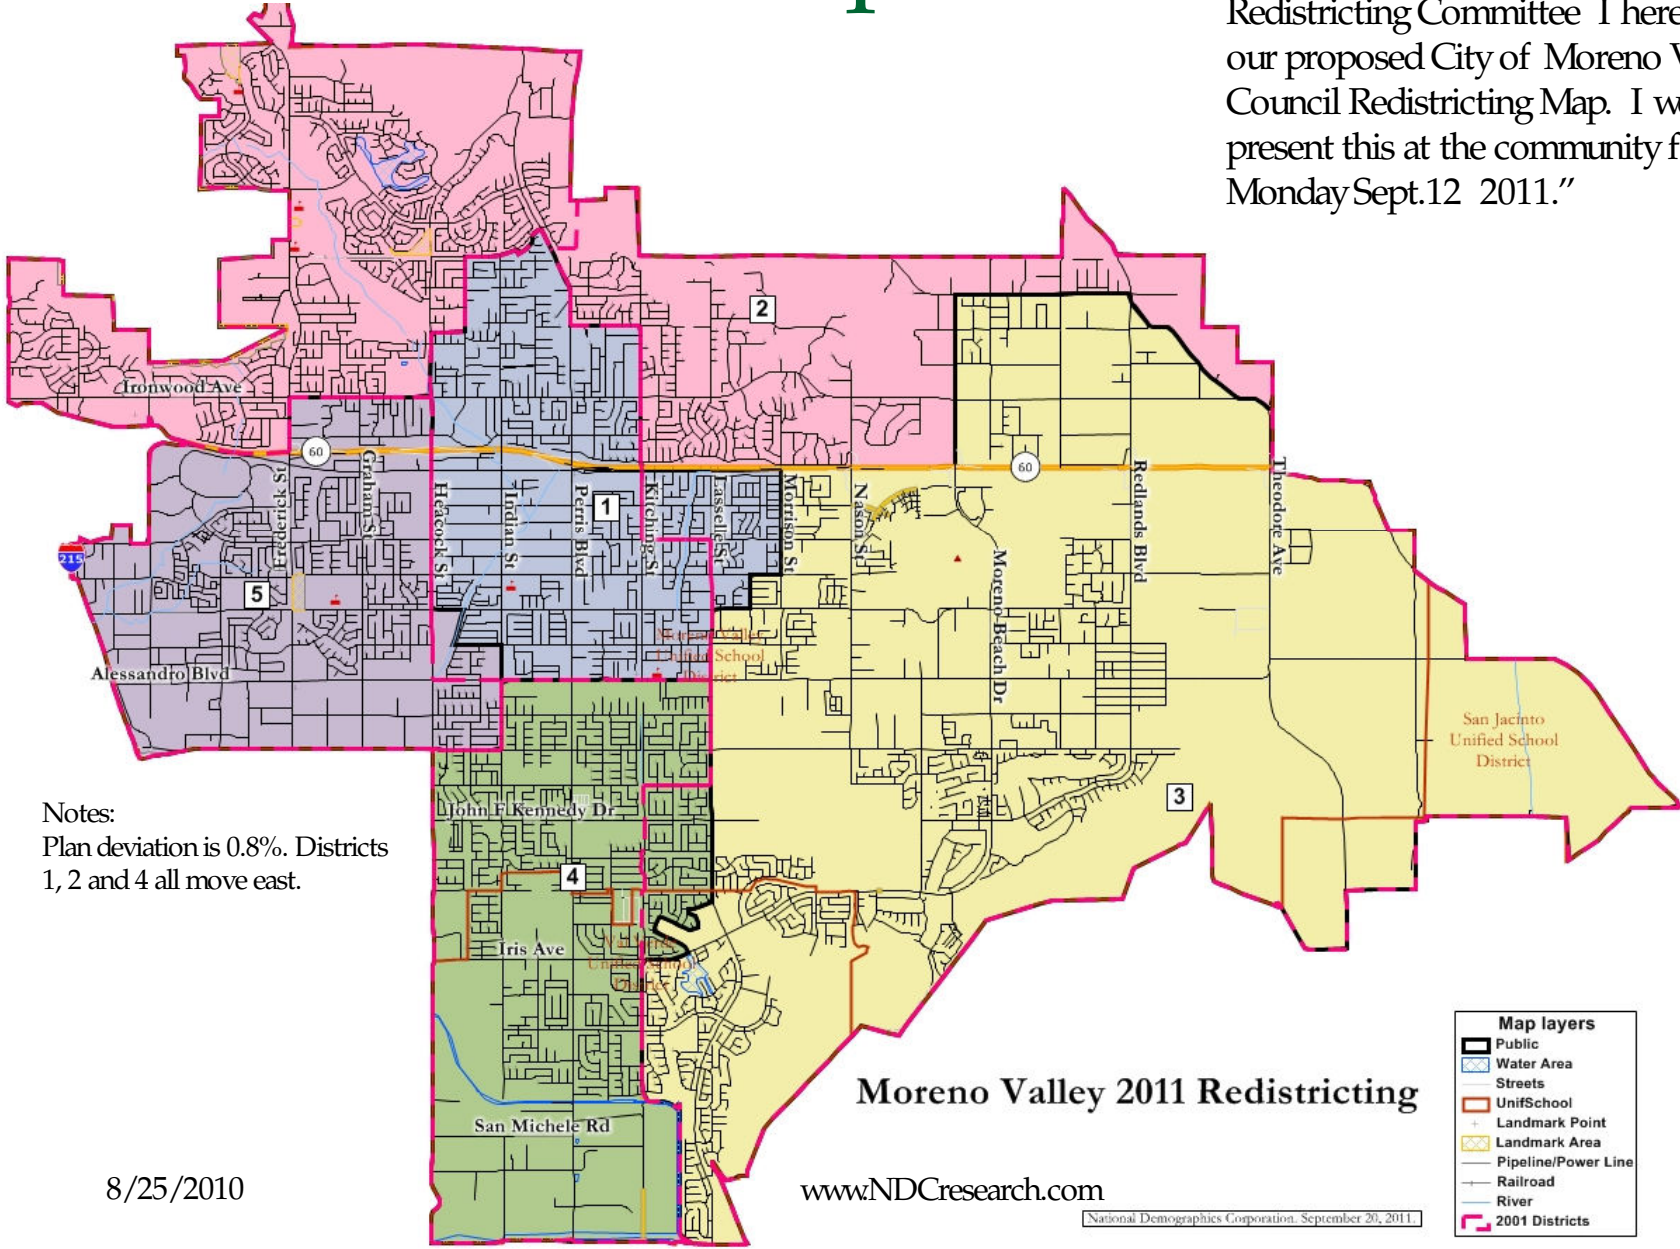 Redistricting Committee I here
our proposed City of Moreno V
Council Redistricting Map. I w
present this at the community f
Monday Sept.12 2011.”
2
Ironwood Ave
60
60
Frederick St
Graham St
Heacock St
Indian St
Perris Blvd
1
Kitching St
Lasselle St
Morrison St
Nason St
Moreno Beach Dr
Redlands Blvd
Theodore Ave
215
5
Moreno Valley
Unified School
District
Alessandro Blvd
San Jacinto
Unified School
District
3
Notes:
Plan deviation is 0.8%. Districts
1, 2 and 4 all move east.
John F Kennedy Dr
4
Iris Ave
Val Verde
Unified School
District
San Michele Rd
Moreno Valley 2011 Redistricting
Map layers
Public
Water Area
Streets
UnifSchool
Landmark Point
Landmark Area
Pipeline/Power Line
Railroad
River
2001 Districts
8/25/2010
www.NDCresearch.com
National Demographics Corporation. September 20, 2011.